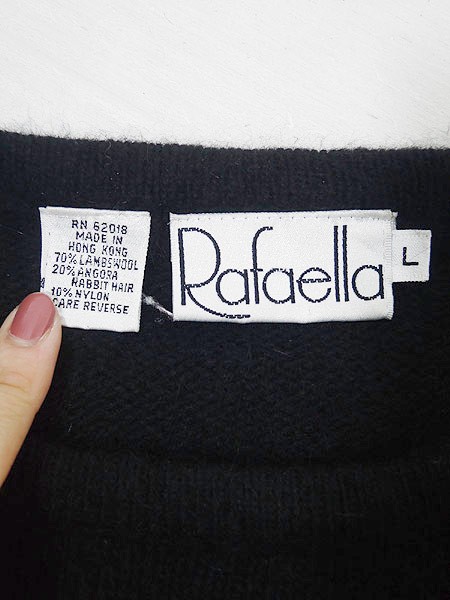 RN 62018
MADE IN
HONG KONG
70% LAMBSWOOL
20% ANGORA
RABBIT HAIR
10% NYLON
CARE REVERSE
Rafaella
L